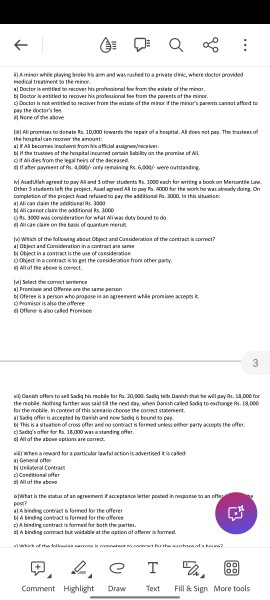 ii) A minor while playing broke his arm and was rushed to a private clinic, where doctor provided
medical treatment to the minor.
a) Doctor is entitled to recover his professional fee from the estate of the minor.
b) Doctor is entitled to recover his professional fee from the parents of the minor.
c) Doctor is not entitled to recover from the estate of the minor if the minor's parents cannot afford to
pay the doctor's fee.
d) None of the above
(iii) Ali promises to donate Rs. 10,000 towards the repair of a hospital. Ali does not pay. The trustees of
the hospital can recover the amount:
a) If Ali becomes insolvent from his official assignee/receiver.
b) If the trustees of the hospital incurred certain liability on the promise of Ali.
c) If Ali dies from the legal heirs of the deceased.
d) If after payment of Rs. 4,000/- only remaining Rs. 6,000/- were outstanding.
iv) Asadullah agreed to pay Ali and 3 other students Rs. 1000 each for writing a book on Mercantile Law.
Other 3 students left the project. Asad agreed Ali to pay Rs. 4000 for the work he was already doing. On
completion of the project Asad refused to pay the additional Rs. 3000. In this situation:
a) Ali can claim the additional Rs. 3000
b) Ali cannot claim the additional Rs. 3000
c) Rs. 3000 was consideration for what Ali was duty bound to do.
d) Ali can claim on the basis of quantum meruit.
(v) Which of the following about Object and Consideration of the contract is correct?
a) Object and Consideration in a contract are same
b) Object in a contract is the use of consideration
c) Object in a contract is to get the consideration from other party.
d) All of the above is correct.
(vi) Select the correct sentence
a) Promisee and Offeree are the same person
b) Oferee is a person who propose in an agreement while promisee accepts it.
c) Promisor is also the offeree
d) Offeror is also called Promisee
3
vii) Danish offers to sell Sadiq his mobile for Rs. 20,000. Sadiq tells Danish that he will pay Rs. 18,000 for
the mobile. Nothing further was said till the next day, when Danish called Sadiq to exchange Rs. 18,000
for the mobile. In context of this scenario choose the correct statement.
a) Sadiq offer is accepted by Danish and now Sadiq is bound to pay.
b) This is a situation of cross offer and no contract is formed unless either party accepts the offer.
c) Sadiq's offer for Rs. 18,000 was a standing offer.
d) All of the above options are correct.
viii) When a reward for a particular lawful action is advertised it is called:
a) General offer
b) Unilateral Contract
c) Conditional offer
d) All of the above
ix)What is the status of an agreement if acceptance letter posted in response to an
post?
a) A binding contract is formed for the offeror
b) A binding contract is formed for the offeree
c) A binding contract is formed for both the parties.
d) A binding contract but voidable at the option of offeror is formed.
Comment Highlight Draw Text Fill & Sign More tools